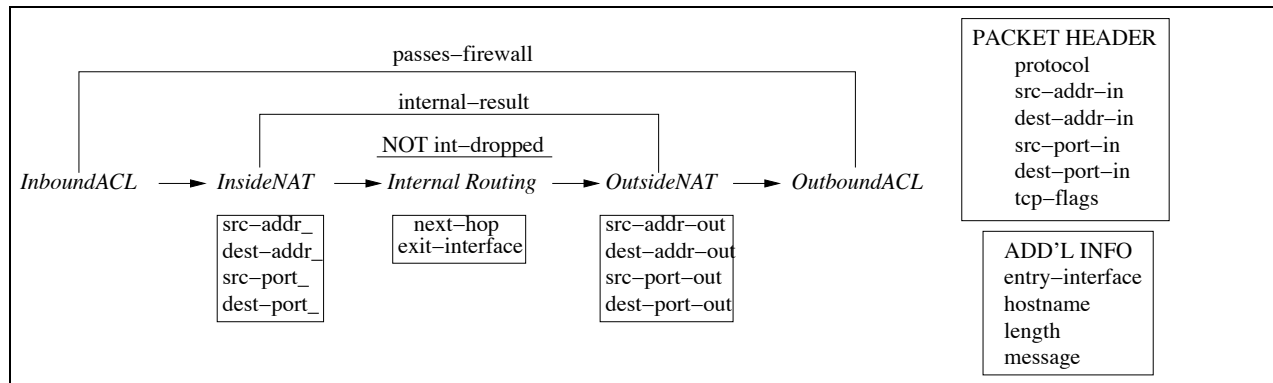 passes−firewall
internal−result
NOT int−dropped
InboundACL
InsideNAT
Internal Routing
OutsideNAT
OutboundACL
src−addr_
dest−addr_
src−port_
dest−port_
next−hop
exit−interface
src−addr−out
dest−addr−out
src−port−out
dest−port−out
PACKET HEADER
protocol
src−addr−in
dest−addr−in
src−port−in
dest−port−in
tcp−flags
ADD'L INFO
entry−interface
hostname
length
message